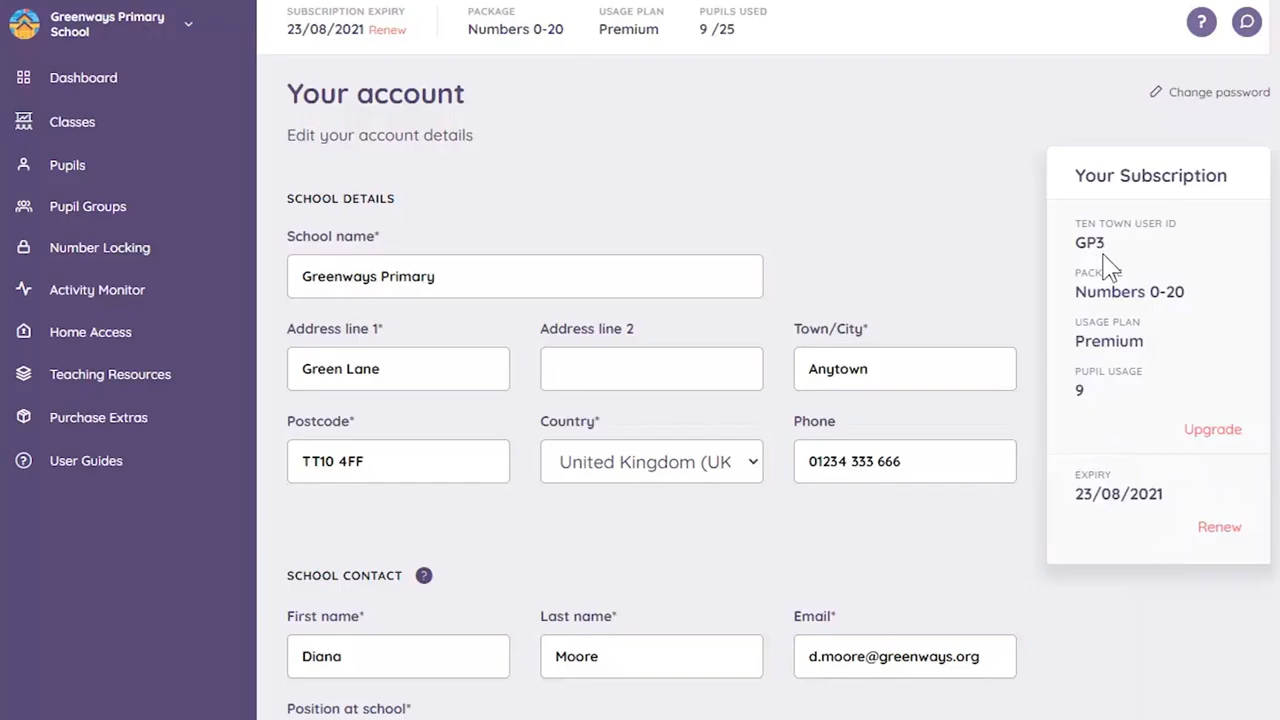 Greenways Primary
School
SUBSCRIPTION EXPIRY
23/08/2021 Renew
PACKAGE
Numbers 0-20
USAGE PLAN
Premium
PUPILS USED
9 /25
?
Dashboard
Classes
Pupils
Pupil Groups
Number Locking
Activity Monitor
Home Access
Teaching Resources
Purchase Extras
? User Guides
Your account
Change password
Edit your account details
SCHOOL DETAILS
School name*
Greenways Primary
Address line 1*
Green Lane
Address line 2
Town/City*
Anytown
Postcode*
TT10 4FF
Country*
United Kingdom (UK
Phone
01234 333 666
SCHOOL CONTACT ?
First name*
Diana
Last name*
Moore
Email*
d.moore@greenways.org
Position at school*
Your Subscription
TEN TOWN USER ID
GP3
Numbers 0-20
USAGE PLAN
Premium
PUPIL USAGE
9
Upgrade
EXPIRY
23/08/2021
Renew